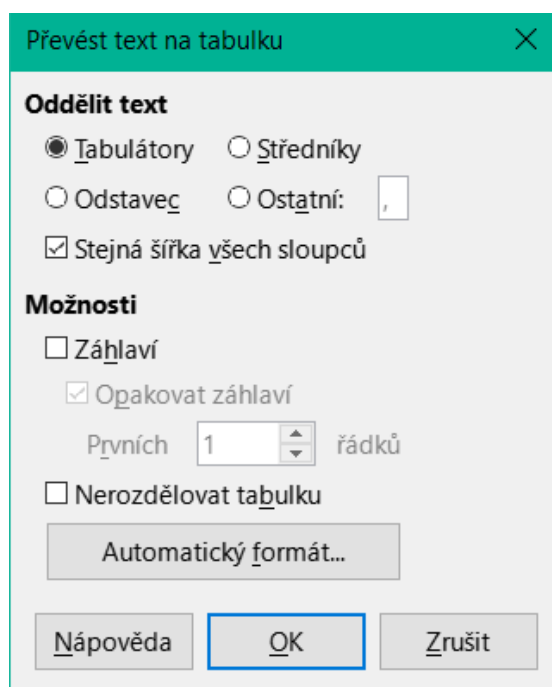 Převést text na tabulku
Oddělit text
Tabulátory Středníky
Odstavec Ostatní: ,
Stejná šířka všech sloupců
Možnosti
Záhlaví
Opakovat záhlaví
Prvních 1 řádků
Nerozdělovat tabulku
Automatický formát...
Nápověda OK Zrušit